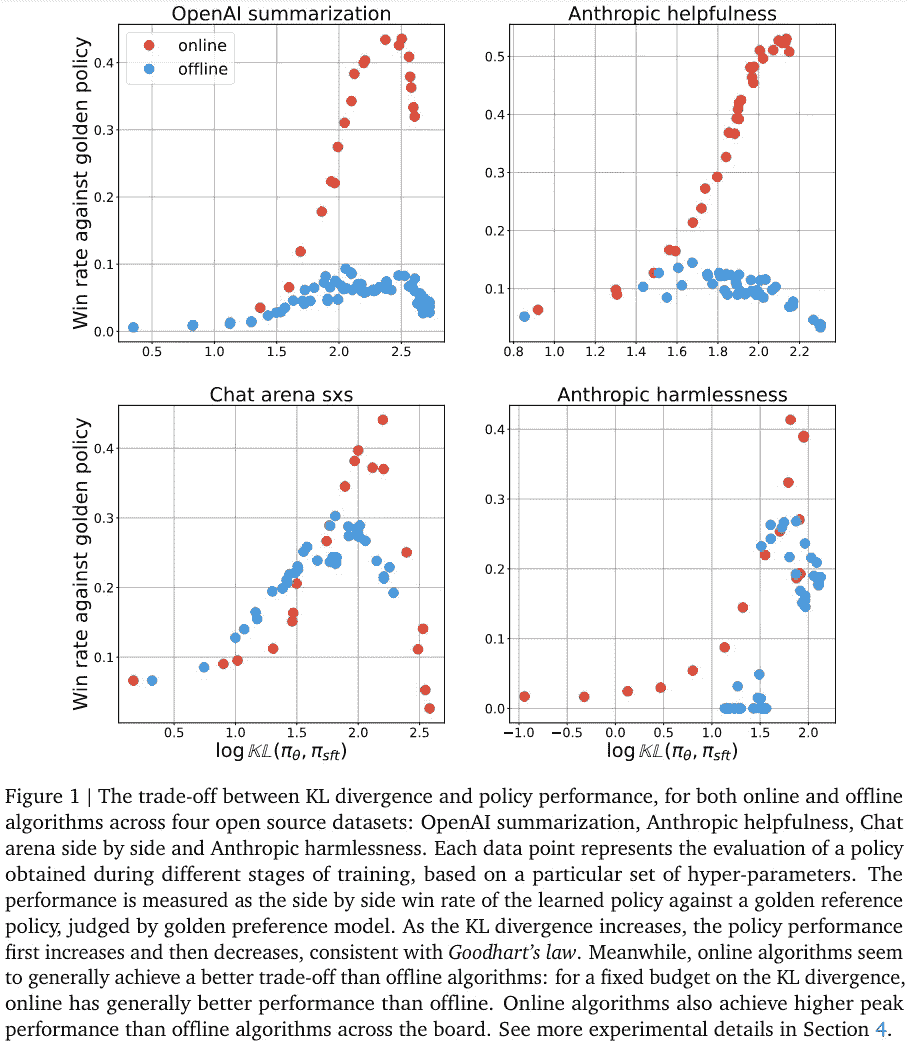 OpenAI summarization
online
offline
Win rate against golden policy
0.4
0.3
0.2
0.1
0.0
0.5 1.0 1.5 2.0 2.5
Anthropic helpfulness
0.5
0.4
0.3
0.2
0.1
0.8 1.0 1.2 1.4 1.6 1.8 2.0 2.2
Chat arena sxs
Win rate against golden policy
0.4
0.3
0.2
0.1
0.5 1.0 1.5 2.0 2.5
log 𝕂𝕃(π_θ, π_sft)
Anthropic harmlessness
0.4
0.3
0.2
0.1
0.0
−1.0 −0.5 0.0 0.5 1.0 1.5 2.0
log 𝕂𝕃(π_θ, π_sft)
Figure 1 | The trade-off between KL divergence and policy performance, for both online and offline
algorithms across four open source datasets: OpenAI summarization, Anthropic helpfulness, Chat
arena side by side and Anthropic harmlessness. Each data point represents the evaluation of a policy
obtained during different stages of training, based on a particular set of hyper-parameters. The
performance is measured as the side by side win rate of the learned policy against a golden reference
policy, judged by golden preference model. As the KL divergence increases, the policy performance
first increases and then decreases, consistent with Goodhart’s law. Meanwhile, online algorithms seem
to generally achieve a better trade-off than offline algorithms: for a fixed budget on the KL divergence,
online has generally better performance than offline. Online algorithms also achieve higher peak
performance than offline algorithms across the board. See more experimental details in Section 4.